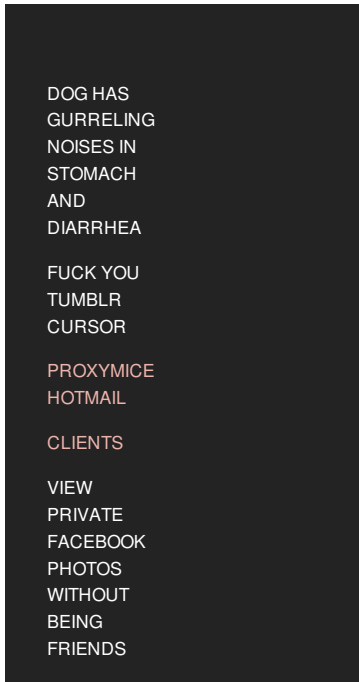 DOG HAS
GURRELING
NOISES IN
STOMACH
AND
DIARRHEA
FUCK YOU
TUMBLR
CURSOR
PROXYMICE
HOTMAIL
CLIENTS
VIEW
PRIVATE
FACEBOOK
PHOTOS
WITHOUT
BEING
FRIENDS